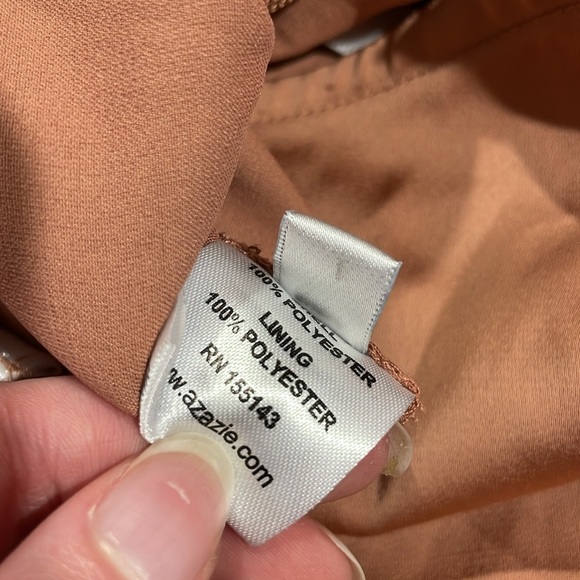 100% POLYESTER
LINING
100% POLYESTER
RN 155143
w.azazie.com